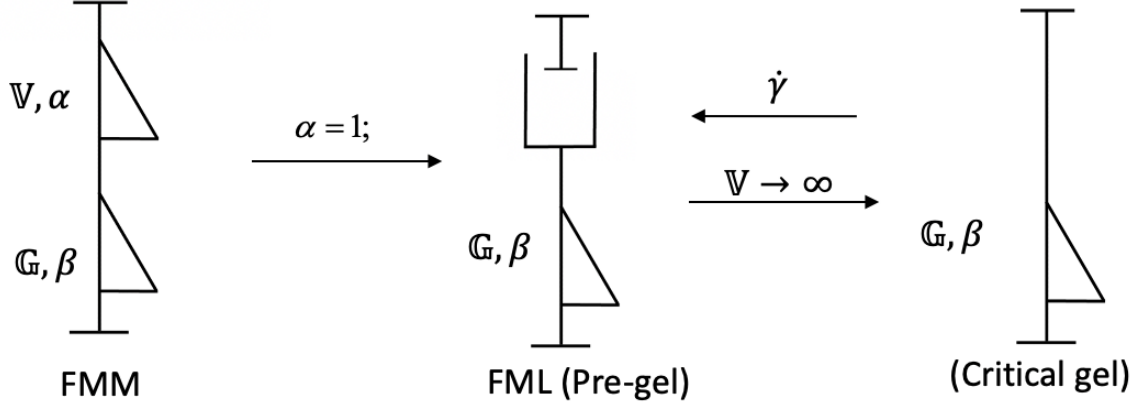 𝕍, α
𝔾, β
FMM
α = 1;
𝔾, β
FML (Pre-gel)
γ̇
𝕍 → ∞
𝔾, β
(Critical gel)